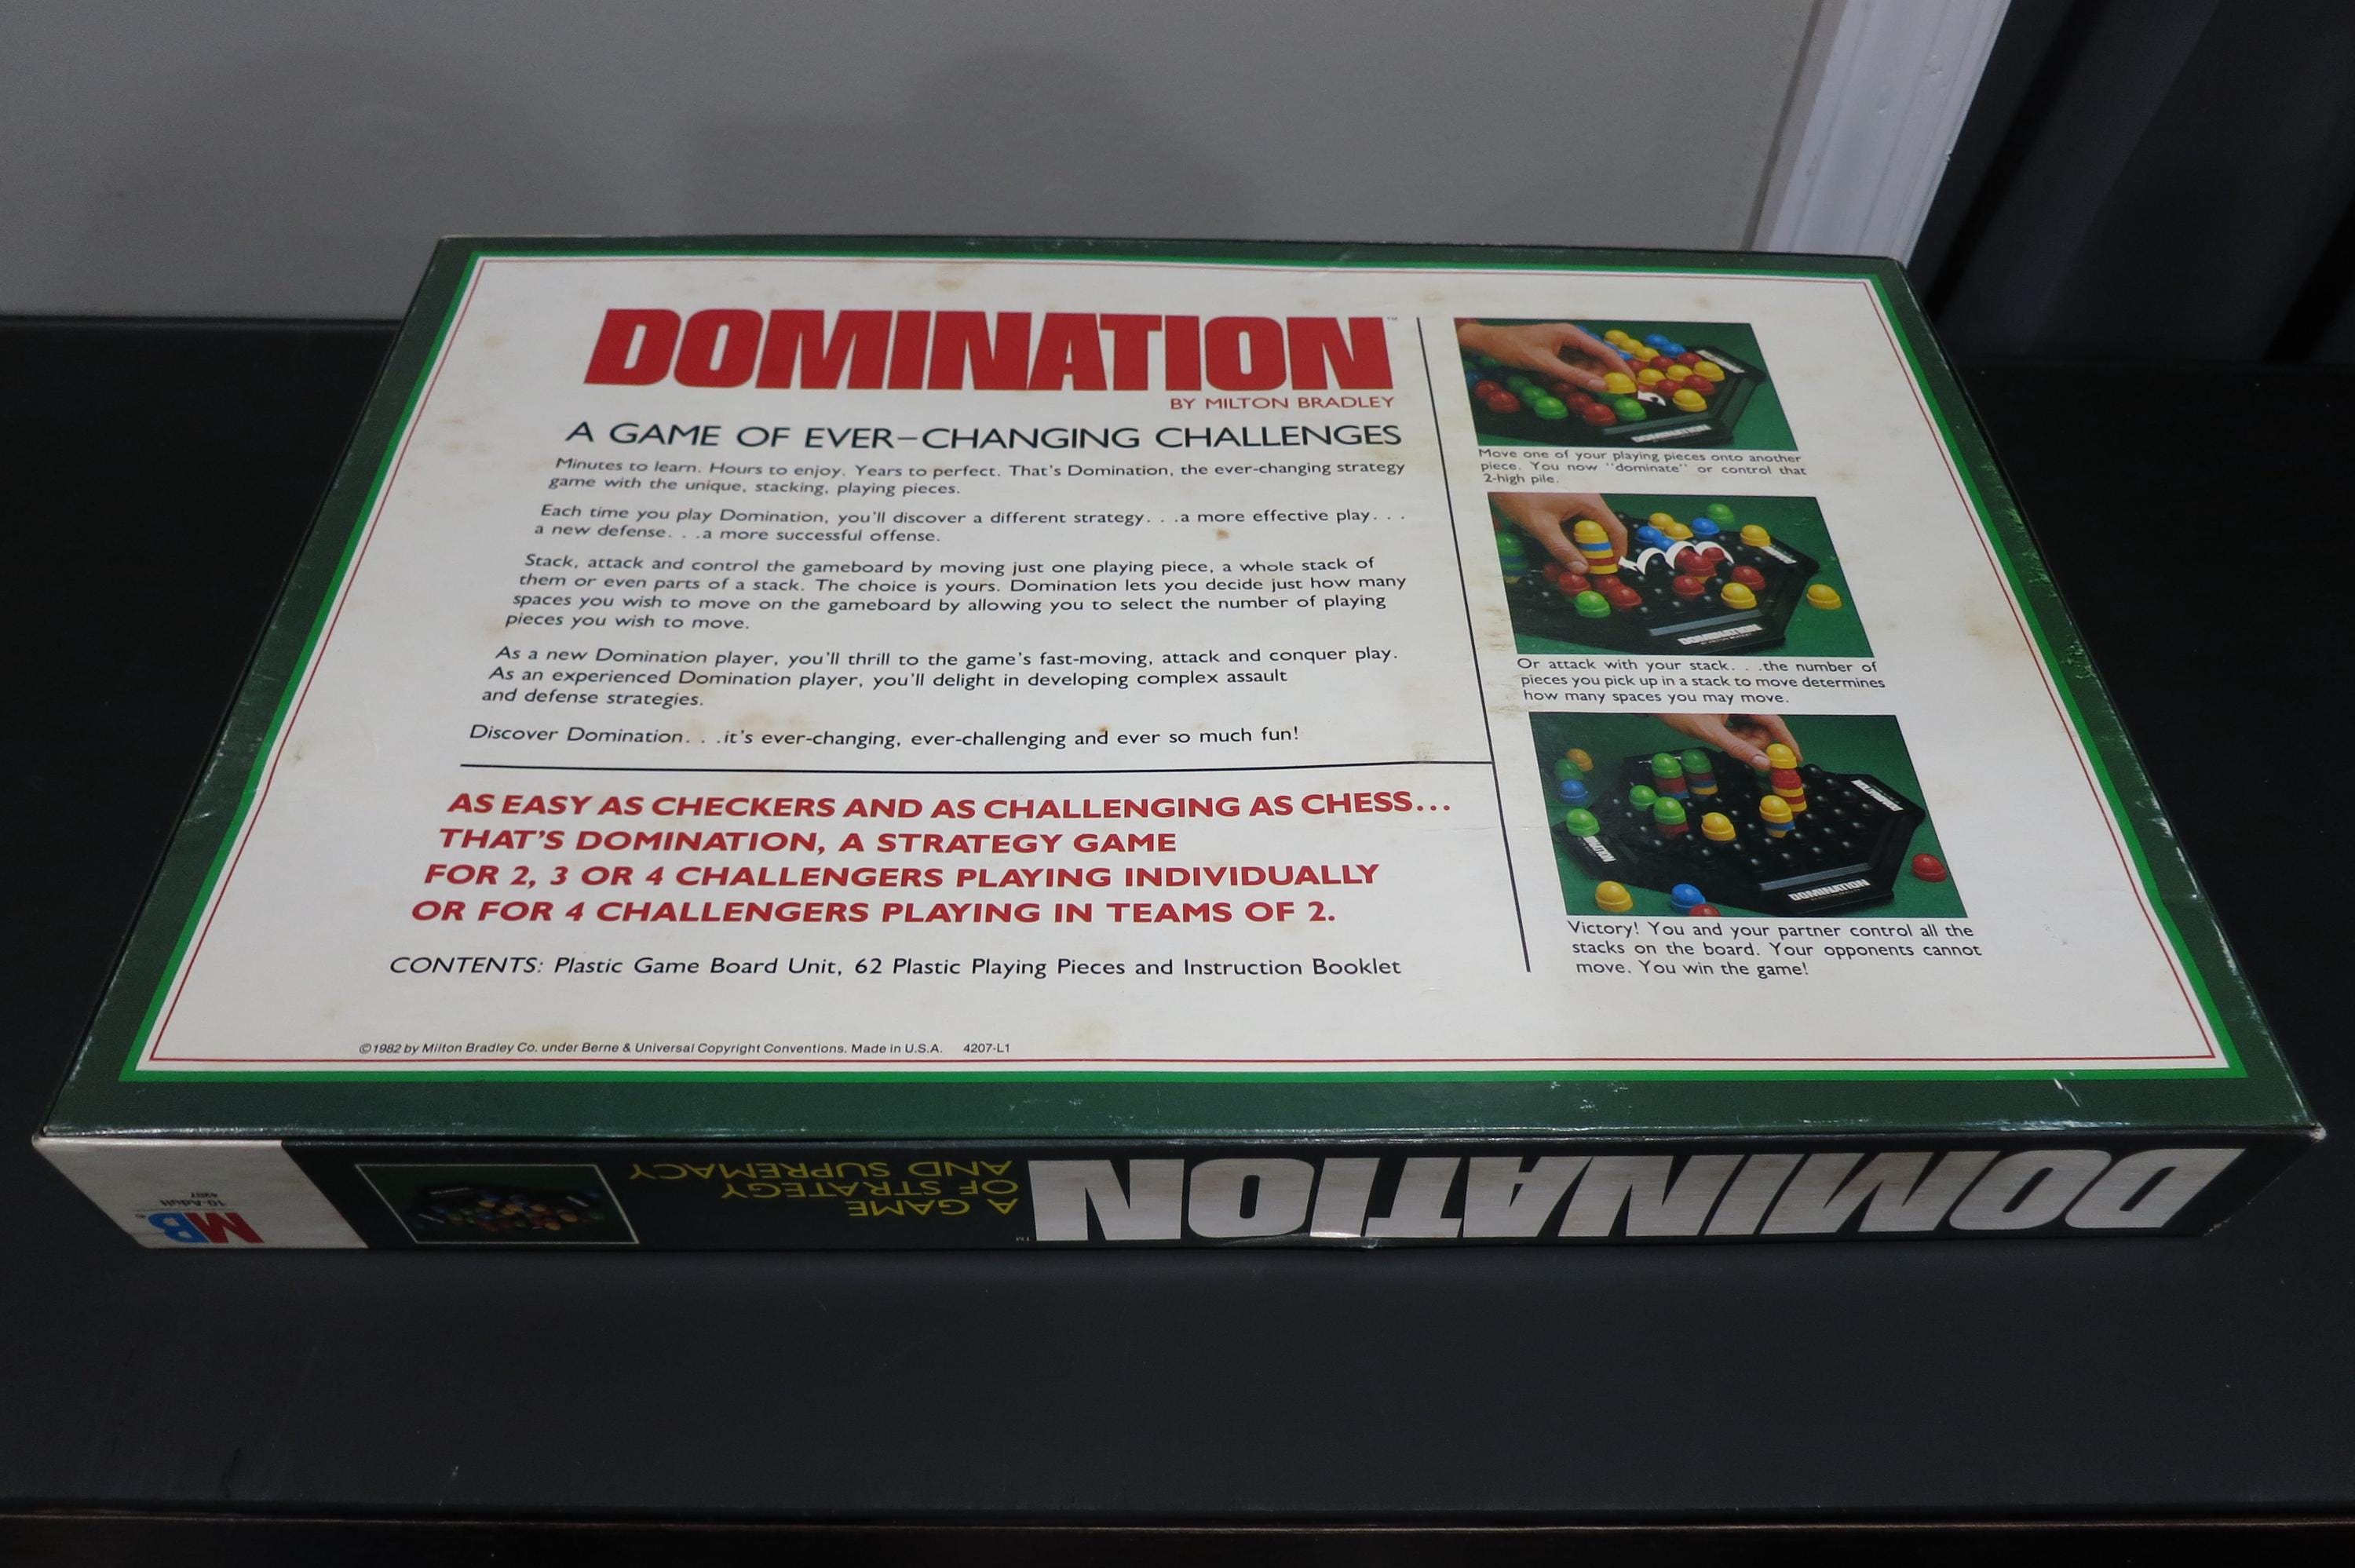 DOMINATION™
BY MILTON BRADLEY
A GAME OF EVER–CHANGING CHALLENGES
Minutes to learn. Hours to enjoy. Years to perfect. That's Domination, the ever-changing strategy
game with the unique, stacking, playing pieces.
Each time you play Domination, you'll discover a different strategy. . .a more effective play. . .
a new defense. . .a more successful offense.
Stack, attack and control the gameboard by moving just one playing piece, a whole stack of
them or even parts of a stack. The choice is yours. Domination lets you decide just how many
spaces you wish to move on the gameboard by allowing you to select the number of playing
pieces you wish to move.
As a new Domination player, you'll thrill to the game's fast-moving, attack and conquer play.
As an experienced Domination player, you'll delight in developing complex assault
and defense strategies.
Discover Domination. . .it's ever-changing, ever-challenging and ever so much fun!
AS EASY AS CHECKERS AND AS CHALLENGING AS CHESS...
THAT'S DOMINATION, A STRATEGY GAME
FOR 2, 3 OR 4 CHALLENGERS PLAYING INDIVIDUALLY
OR FOR 4 CHALLENGERS PLAYING IN TEAMS OF 2.
CONTENTS: Plastic Game Board Unit, 62 Plastic Playing Pieces and Instruction Booklet
©1982 by Milton Bradley Co. under Berne & Universal Copyright Conventions. Made in U.S.A. 4207-L1
DOMINATION
Move one of your playing pieces onto another
piece. You now "dominate" or control that
2-high pile.
DOMINATION
Or attack with your stack. . .the number of
pieces you pick up in a stack to move determines
how many spaces you may move.
DOMINATION
DOMINATION
DOMINATION
Victory! You and your partner control all the
stacks on the board. Your opponents cannot
move. You win the game!
DOMINATION™
A GAME
OF STRATEGY
AND SUPREMACY
MB®
10-Adult
4207